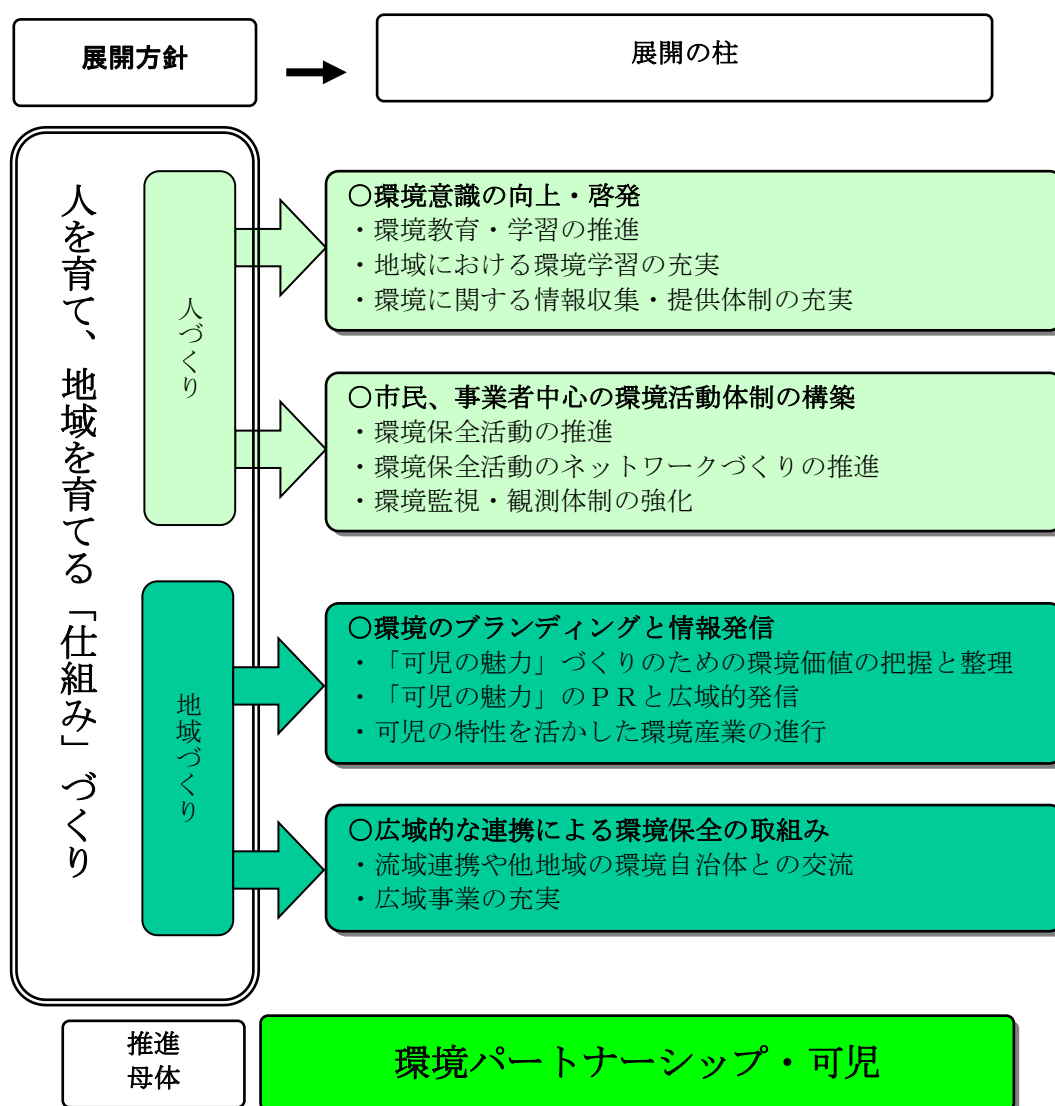 展開方針
展開の柱
人を育て、地域を育てる「仕組み」づくり
人づくり
〇環境意識の向上・啓発
・環境教育・学習の推進
・地域における環境学習の充実
・環境に関する情報収集・提供体制の充実
〇市民、事業者中心の環境活動体制の構築
・環境保全活動の推進
・環境保全活動のネットワークづくりの推進
・環境監視・観測体制の強化
地域づくり
〇環境のブランディングと情報発信
・「可児の魅力」づくりのための環境価値の把握と整理
・「可児の魅力」のＰＲと広域的発信
・可児の特性を活かした環境産業の進行
〇広域的な連携による環境保全の取組み
・流域連携や他地域の環境自治体との交流
・広域事業の充実
推進
母体
環境パートナーシップ・可児